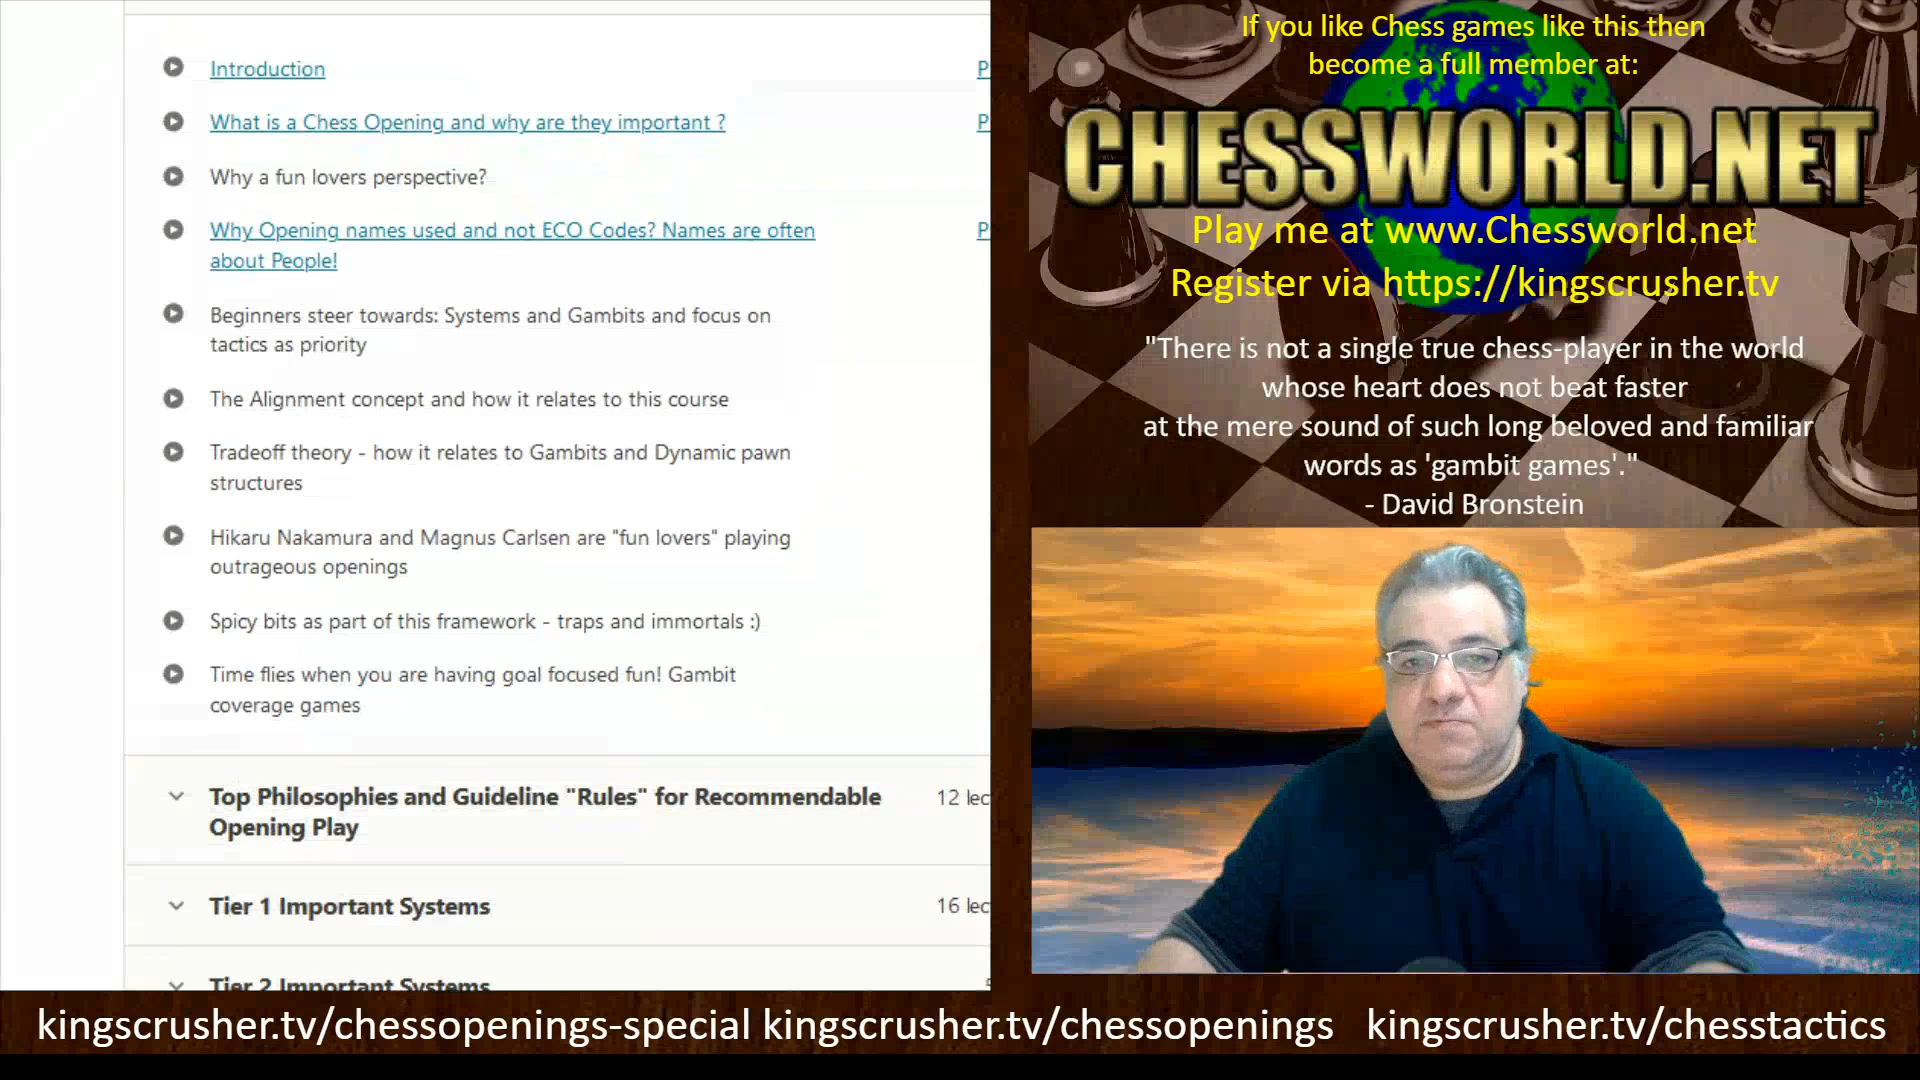 Introduction
P
What is a Chess Opening and why are they important ?
P
Why a fun lovers perspective?
Why Opening names used and not ECO Codes? Names are often
about People!
P
Beginners steer towards: Systems and Gambits and focus on
tactics as priority
The Alignment concept and how it relates to this course
Tradeoff theory - how it relates to Gambits and Dynamic pawn
structures
Hikaru Nakamura and Magnus Carlsen are "fun lovers" playing
outrageous openings
Spicy bits as part of this framework - traps and immortals :)
Time flies when you are having goal focused fun! Gambit
coverage games
Top Philosophies and Guideline "Rules" for Recommendable
Opening Play
12 lec
Tier 1 Important Systems
16 lec
Tier 2 Important Systems
If you like Chess games like this then
become a full member at:
CHESSWORLD.NET
Play me at www.Chessworld.net
Register via https://kingscrusher.tv
"There is not a single true chess-player in the world
whose heart does not beat faster
at the mere sound of such long beloved and familiar
words as 'gambit games'."
- David Bronstein
kingscrusher.tv/chessopenings-special kingscrusher.tv/chessopenings kingscrusher.tv/chesstactics